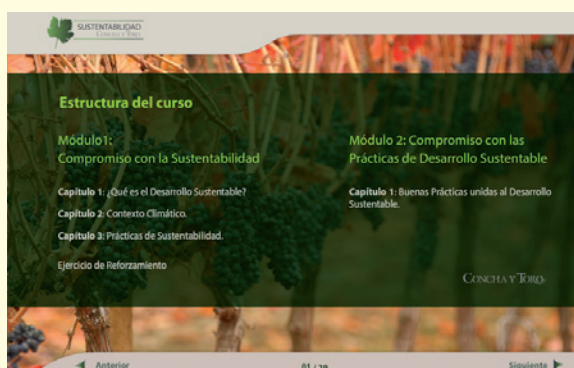 SUSTENTABILIDAD
CONCHA Y TORO
Estructura del curso
Módulo1:
Compromiso con la Sustentabilidad
Capítulo 1: ¿Qué es el Desarrollo Sustentable?
Capítulo 2: Contexto Climático.
Capítulo 3: Prácticas de Sustentabilidad.
Ejercicio de Reforzamiento
Módulo 2: Compromiso con las
Prácticas de Desarrollo Sustentable
Capítulo 1: Buenas Prácticas unidas al Desarrollo
Sustentable.
CONCHA Y TORO
Anterior
01 / 29
Siguiente